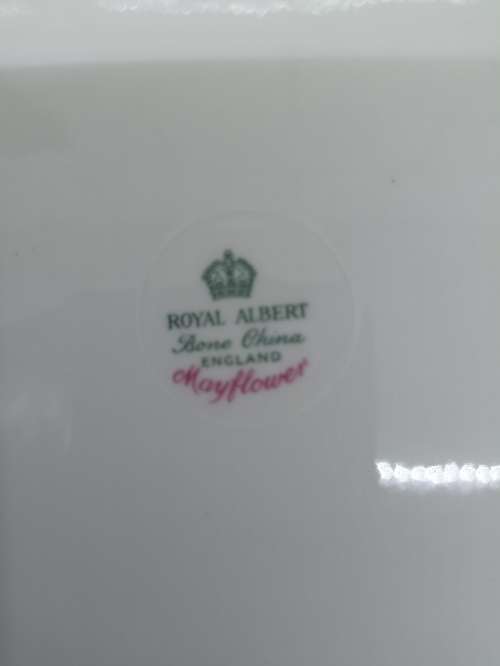 ROYAL ALBERT
Bone China
ENGLAND
Mayflower